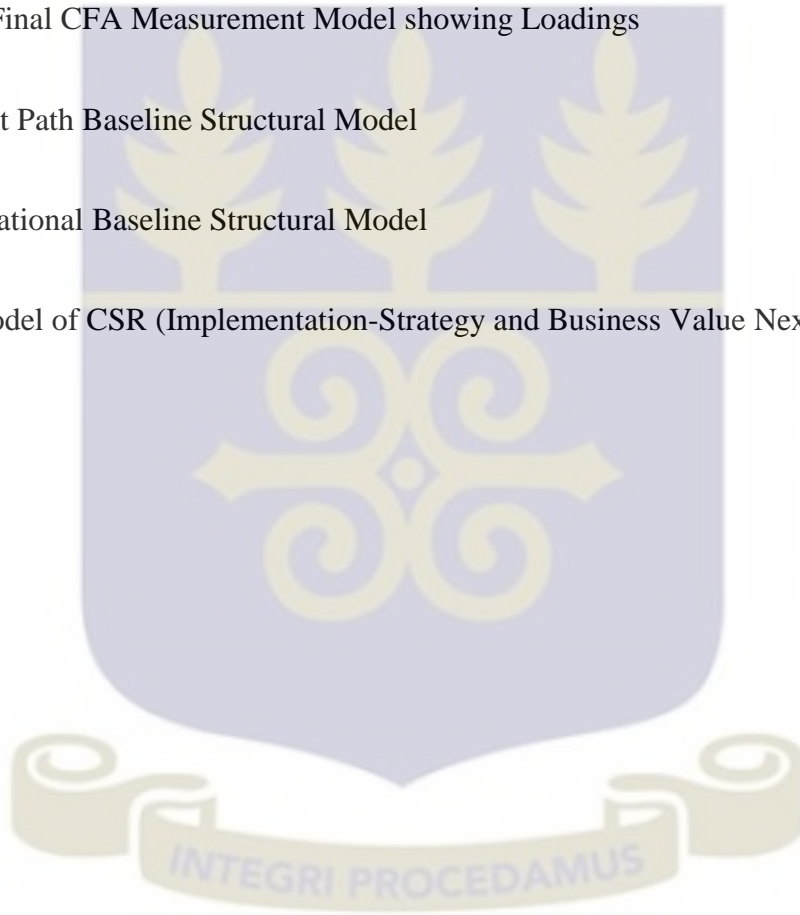 Final CFA Measurement Model showing Loadings
t Path Baseline Structural Model
ational Baseline Structural Model
odel of CSR (Implementation-Strategy and Business Value Nex
INTEGRI PROCEDAMUS